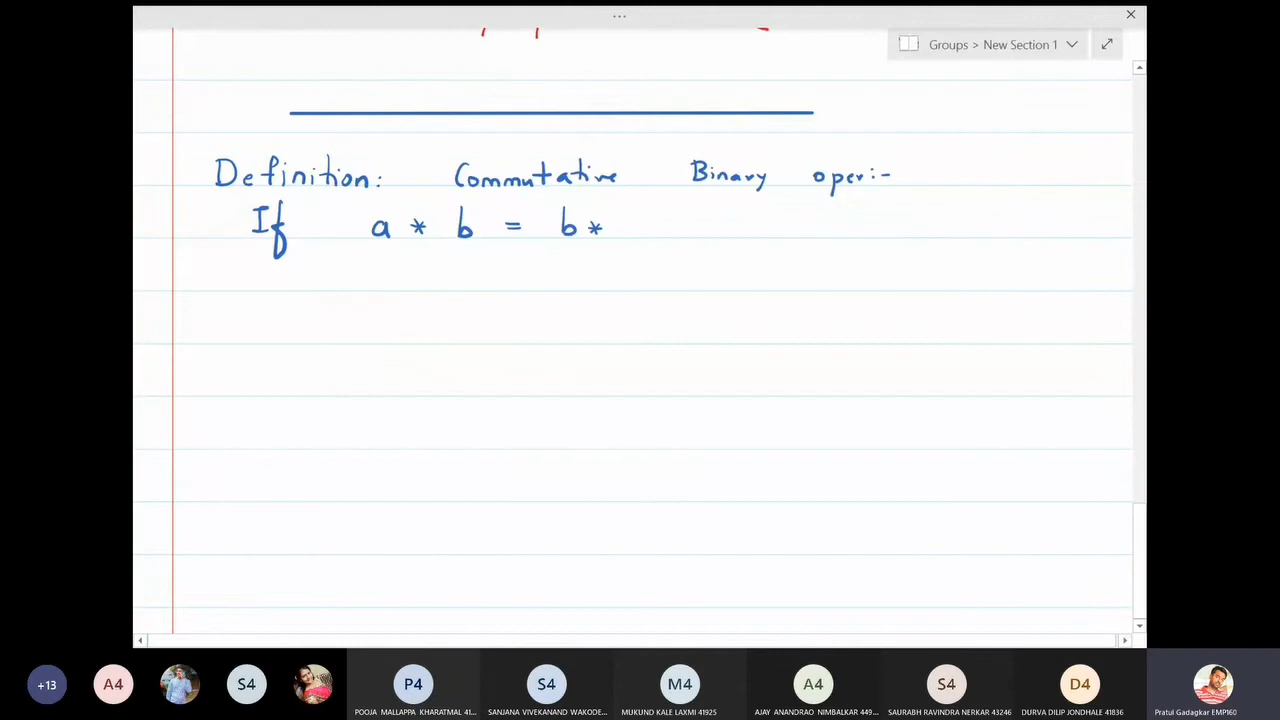 Groups > New Section 1
Definition: Commutative Binary oper:-
If a * b = b *
+13
A4
S4
P4
S4
M4
A4
S4
D4
POOJA MALLAPPA KHARATMAL 41...
SANJANA VIVEKANAND WAKODE...
MUKUND KALE LAXMI 41925
AJAY ANANDRAO NIMBALKAR 449...
SAURABH RAVINDRA NERKAR 43246
DURVA DILIP JONDHALE 41836
Pratul Gadagkar EMP160